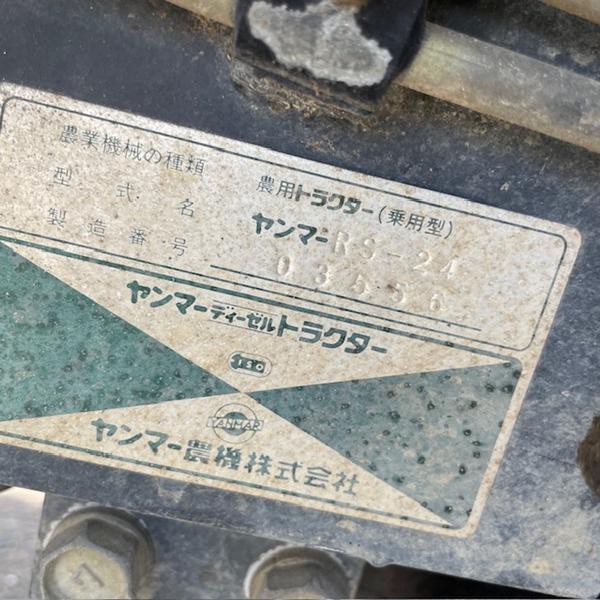 農業機械の種類 農用トラクター(乗用型)
型式名 ヤンマーRS-24
製造番号 03556
ヤンマーディーゼルトラクター
ISO
YANMAR
ヤンマー農機株式会社